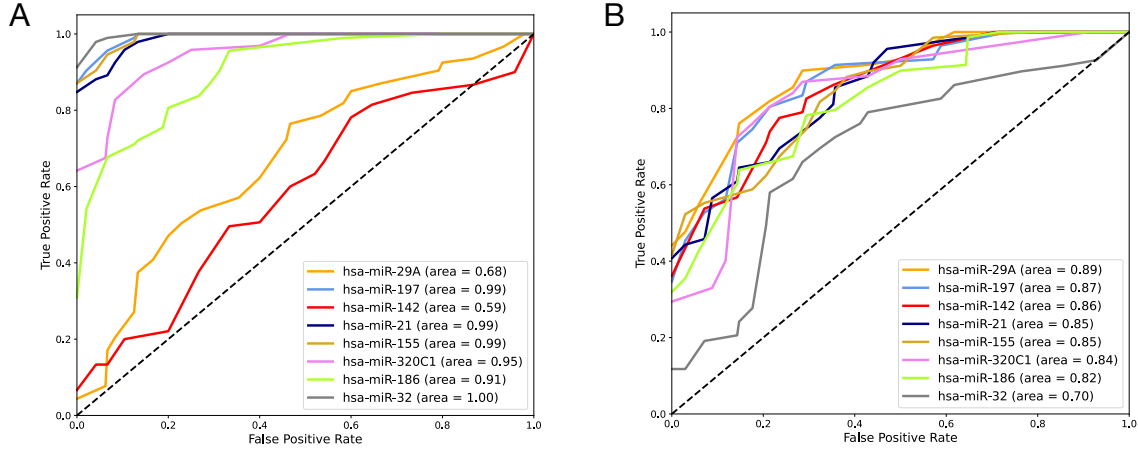 A
True Positive Rate
1.0
0.8
0.6
0.4
0.2
0.0
0.0 0.2 0.4 0.6 0.8 1.0
False Positive Rate
hsa-miR-29A (area = 0.68)
hsa-miR-197 (area = 0.99)
hsa-miR-142 (area = 0.59)
hsa-miR-21 (area = 0.99)
hsa-miR-155 (area = 0.99)
hsa-miR-320C1 (area = 0.95)
hsa-miR-186 (area = 0.91)
hsa-miR-32 (area = 1.00)
B
True Positive Rate
1.0
0.8
0.6
0.4
0.2
0.0
0.0 0.2 0.4 0.6 0.8 1.0
False Positive Rate
hsa-miR-29A (area = 0.89)
hsa-miR-197 (area = 0.87)
hsa-miR-142 (area = 0.86)
hsa-miR-21 (area = 0.85)
hsa-miR-155 (area = 0.85)
hsa-miR-320C1 (area = 0.84)
hsa-miR-186 (area = 0.82)
hsa-miR-32 (area = 0.70)